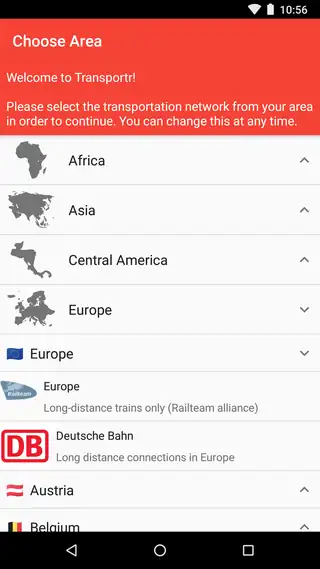 10:56
Choose Area
Welcome to Transportr!
Please select the transportation network from your area
in order to continue. You can change this at any time.
Africa
Asia
Central America
Europe
Europe
Railteam
Europe
Long-distance trains only (Railteam alliance)
DB
Deutsche Bahn
Long distance connections in Europe
Austria
Belgium